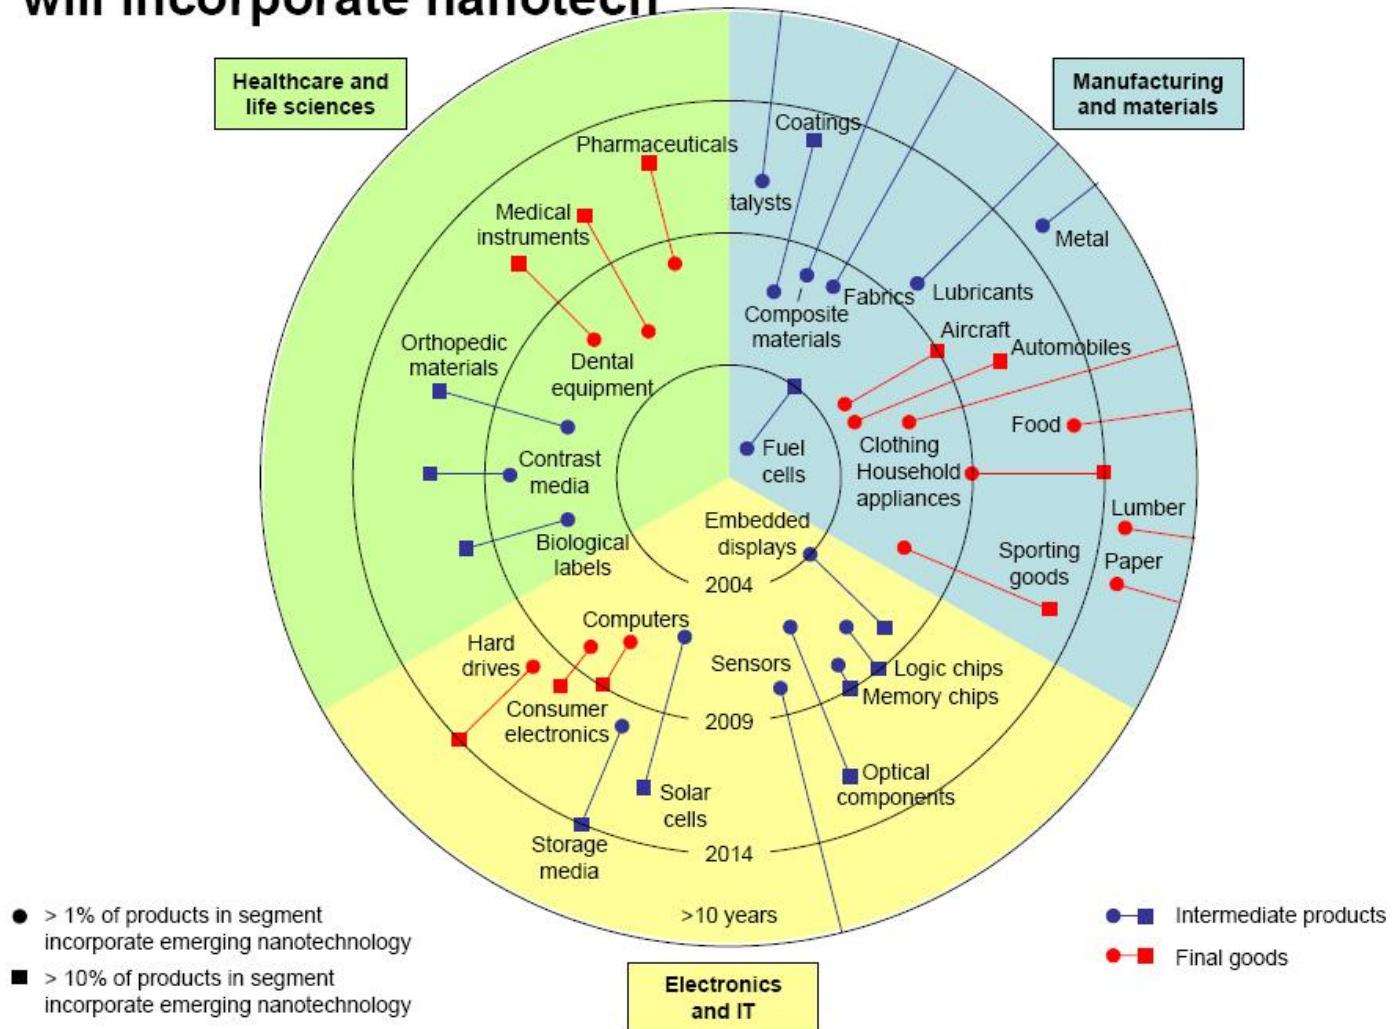 will incorporate nanotech
Healthcare and
life sciences
Manufacturing
and materials
Coatings
Pharmaceuticals
talysts
Medical
instruments
Metal
Fabrics
Lubricants
Composite
materials
Aircraft
Automobiles
Orthopedic
materials
Dental
equipment
Food
Clothing
Fuel
cells
Household
appliances
Contrast
media
Lumber
Embedded
displays
Sporting
goods
Paper
Biological
labels
2004
Computers
Hard
drives
Sensors
Logic chips
Memory chips
Consumer
electronics
2009
Optical
components
Solar
cells
Storage
media
2014
>10 years
> 1% of products in segment
incorporate emerging nanotechnology
> 10% of products in segment
incorporate emerging nanotechnology
Intermediate products
Final goods
Electronics
and IT